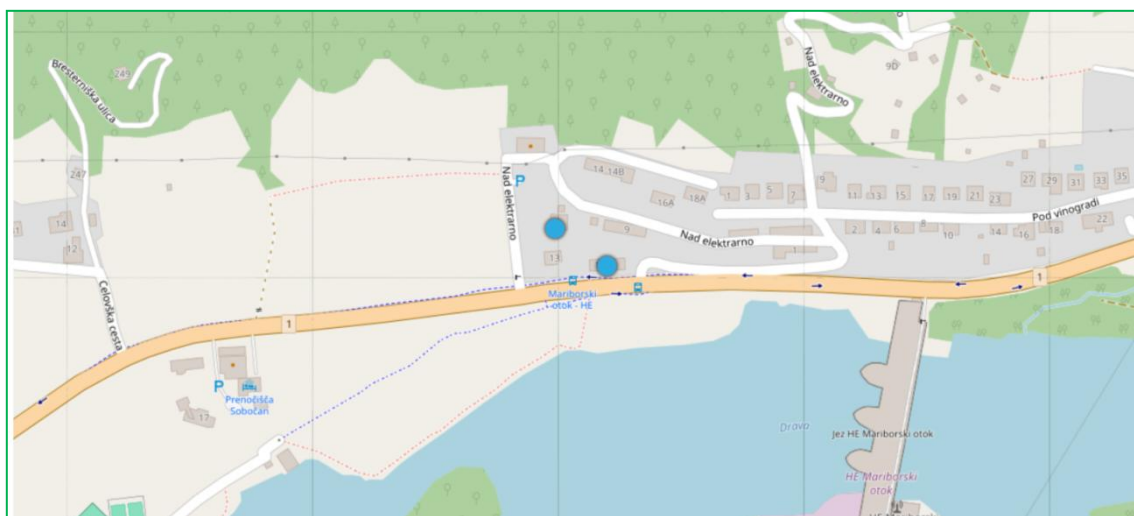 249
Bresterniška ulica
247
14
12
Celovška cesta
1
17
P
Prenočišča
Sobočan
Nad elektrarno
P
13
Mariborski
otok - HE
14 14B
16A
18A
9
Nad elektrarno
1
3
5
7
9
11
13
15
17
19
21
23
27
29
31
33
35
Pod vinogradi
2
4
6
8
10
14
16
18
22
1
1
Nad elektrarno
9D
Drava
Jez HE Mariborski otok
HE Mariborski
otok